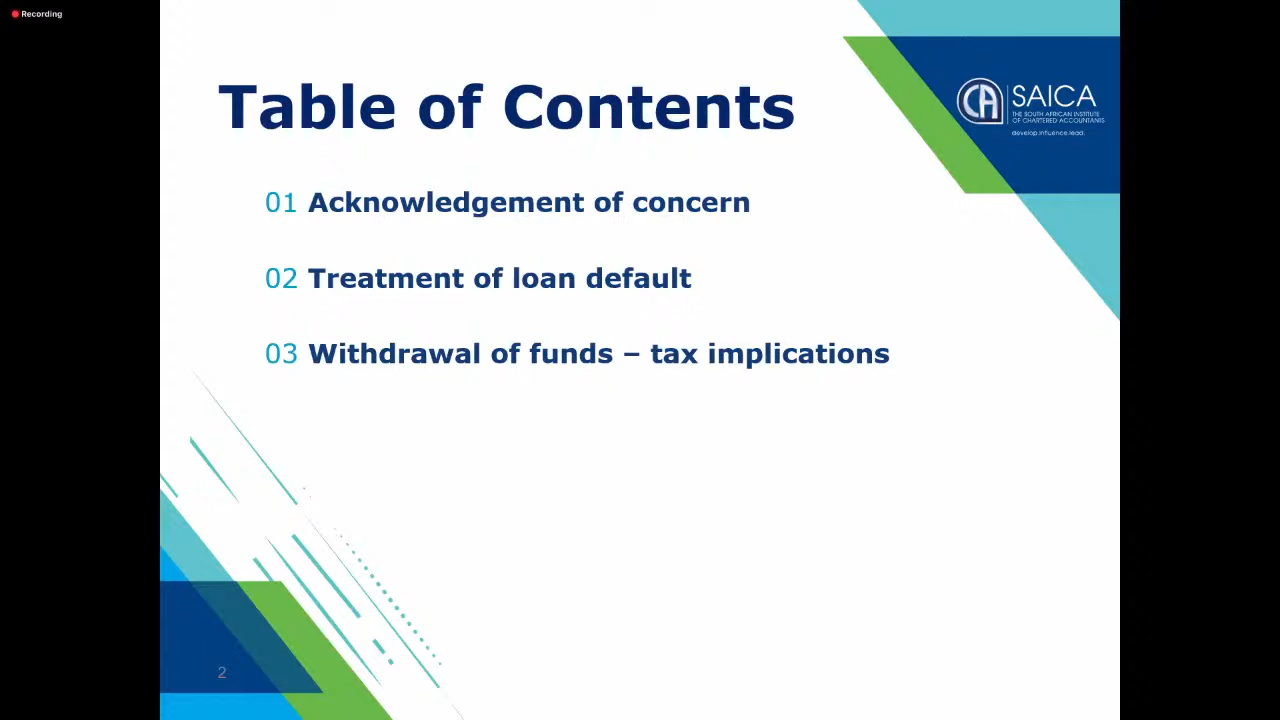 Recording
Table of Contents
SAICA
THE SOUTH AFRICAN INSTITUTE
OF CHARTERED ACCOUNTANTS
develop.influence.lead.
01 Acknowledgement of concern
02 Treatment of loan default
03 Withdrawal of funds – tax implications
2